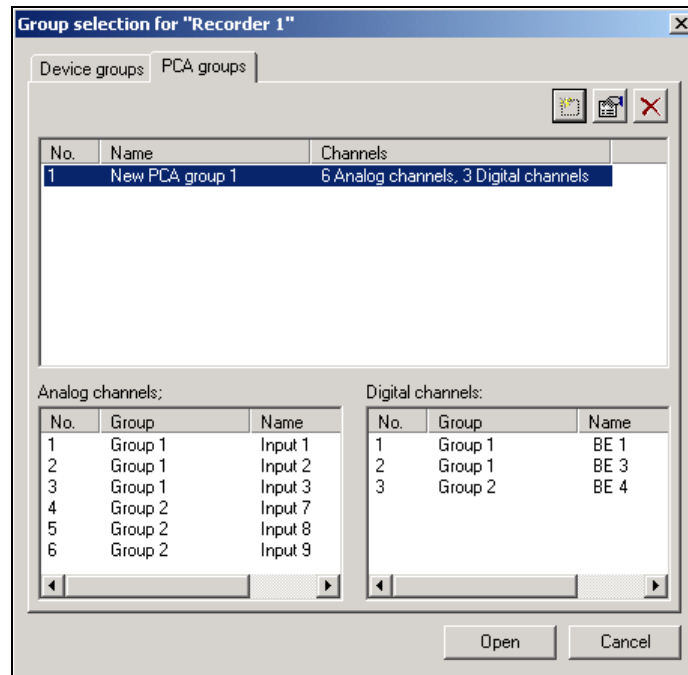 Group selection for "Recorder 1"
Device groups PCA groups
No. Name Channels
1 New PCA group 1 6 Analog channels, 3 Digital channels
Analog channels;
No. Group Name
1 Group 1 Input 1
2 Group 1 Input 2
3 Group 1 Input 3
4 Group 2 Input 7
5 Group 2 Input 8
6 Group 2 Input 9
Digital channels:
No. Group Name
1 Group 1 BE 1
2 Group 1 BE 3
3 Group 2 BE 4
Open Cancel